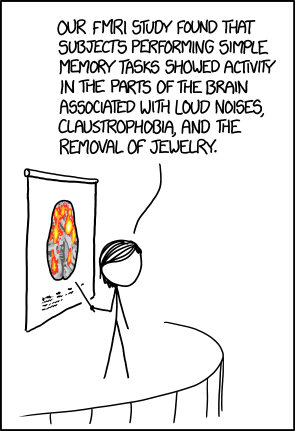 OUR FMRI STUDY FOUND THAT
SUBJECTS PERFORMING SIMPLE
MEMORY TASKS SHOWED ACTIVITY
IN THE PARTS OF THE BRAIN
ASSOCIATED WITH LOUD NOISES,
CLAUSTROPHOBIA, AND THE
REMOVAL OF JEWELRY.